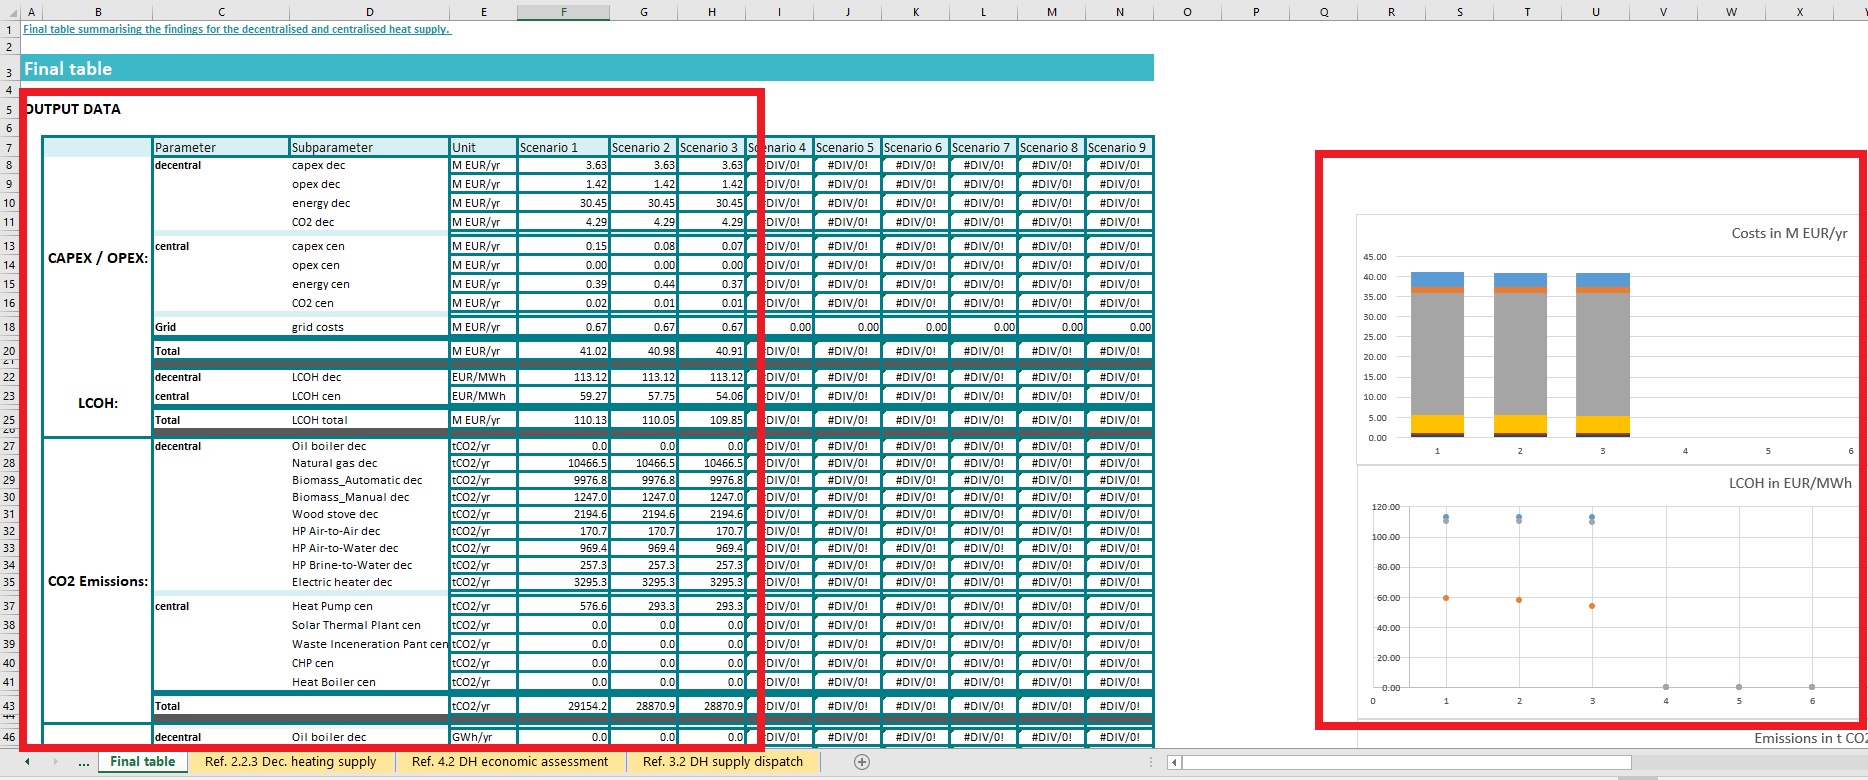 A B C D E F G H I J K L M N O P Q R S T U V W X
1 Final table summarising the findings for the decentralised and centralised heat supply.
2
3 Final table
4
5 OUTPUT DATA
6
7 Parameter Subparameter Unit Scenario 1 Scenario 2 Scenario 3 Scenario 4 Scenario 5 Scenario 6 Scenario 7 Scenario 8 Scenario 9
8 decentral capex dec M EUR/yr 3.63 3.63 3.63 #DIV/0! #DIV/0! #DIV/0! #DIV/0! #DIV/0! #DIV/0!
9 opex dec M EUR/yr 1.42 1.42 1.42 #DIV/0! #DIV/0! #DIV/0! #DIV/0! #DIV/0! #DIV/0!
10 energy dec M EUR/yr 30.45 30.45 30.45 #DIV/0! #DIV/0! #DIV/0! #DIV/0! #DIV/0! #DIV/0!
11 CO2 dec M EUR/yr 4.29 4.29 4.29 #DIV/0! #DIV/0! #DIV/0! #DIV/0! #DIV/0! #DIV/0!
13 central capex cen M EUR/yr 0.15 0.08 0.07 #DIV/0! #DIV/0! #DIV/0! #DIV/0! #DIV/0! #DIV/0!
CAPEX / OPEX:
14 opex cen M EUR/yr 0.00 0.00 0.00 #DIV/0! #DIV/0! #DIV/0! #DIV/0! #DIV/0! #DIV/0!
15 energy cen M EUR/yr 0.39 0.44 0.37 #DIV/0! #DIV/0! #DIV/0! #DIV/0! #DIV/0! #DIV/0!
16 CO2 cen M EUR/yr 0.02 0.01 0.01 #DIV/0! #DIV/0! #DIV/0! #DIV/0! #DIV/0! #DIV/0!
18 Grid grid costs M EUR/yr 0.67 0.67 0.67 0.00 0.00 0.00 0.00 0.00 0.00
20 Total M EUR/yr 41.02 40.98 40.91 #DIV/0! #DIV/0! #DIV/0! #DIV/0! #DIV/0! #DIV/0!
22 decentral LCOH dec EUR/MWh 113.12 113.12 113.12 #DIV/0! #DIV/0! #DIV/0! #DIV/0! #DIV/0! #DIV/0!
23 central LCOH cen EUR/MWh 59.27 57.75 54.06 #DIV/0! #DIV/0! #DIV/0! #DIV/0! #DIV/0! #DIV/0!
LCOH:
25 Total LCOH total M EUR/yr 110.13 110.05 109.85 #DIV/0! #DIV/0! #DIV/0! #DIV/0! #DIV/0! #DIV/0!
27 decentral Oil boiler dec tCO2/yr 0.0 0.0 0.0 #DIV/0! #DIV/0! #DIV/0! #DIV/0! #DIV/0! #DIV/0!
28 Natural gas dec tCO2/yr 10466.5 10466.5 10466.5 #DIV/0! #DIV/0! #DIV/0! #DIV/0! #DIV/0! #DIV/0!
29 Biomass_Automatic dec tCO2/yr 9976.8 9976.8 9976.8 #DIV/0! #DIV/0! #DIV/0! #DIV/0! #DIV/0! #DIV/0!
30 Biomass_Manual dec tCO2/yr 1247.0 1247.0 1247.0 #DIV/0! #DIV/0! #DIV/0! #DIV/0! #DIV/0! #DIV/0!
31 Wood stove dec tCO2/yr 2194.6 2194.6 2194.6 #DIV/0! #DIV/0! #DIV/0! #DIV/0! #DIV/0! #DIV/0!
32 HP Air-to-Air dec tCO2/yr 170.7 170.7 170.7 #DIV/0! #DIV/0! #DIV/0! #DIV/0! #DIV/0! #DIV/0!
33 HP Air-to-Water dec tCO2/yr 969.4 969.4 969.4 #DIV/0! #DIV/0! #DIV/0! #DIV/0! #DIV/0! #DIV/0!
34 HP Brine-to-Water dec tCO2/yr 257.3 257.3 257.3 #DIV/0! #DIV/0! #DIV/0! #DIV/0! #DIV/0! #DIV/0!
CO2 Emissions:
35 Electric heater dec tCO2/yr 3295.3 3295.3 3295.3 #DIV/0! #DIV/0! #DIV/0! #DIV/0! #DIV/0! #DIV/0!
37 central Heat Pump cen tCO2/yr 576.6 293.3 293.3 #DIV/0! #DIV/0! #DIV/0! #DIV/0! #DIV/0! #DIV/0!
38 Solar Thermal Plant cen tCO2/yr 0.0 0.0 0.0 #DIV/0! #DIV/0! #DIV/0! #DIV/0! #DIV/0! #DIV/0!
39 Waste Inceneration Pant cen tCO2/yr 0.0 0.0 0.0 #DIV/0! #DIV/0! #DIV/0! #DIV/0! #DIV/0! #DIV/0!
40 CHP cen tCO2/yr 0.0 0.0 0.0 #DIV/0! #DIV/0! #DIV/0! #DIV/0! #DIV/0! #DIV/0!
41 Heat Boiler cen tCO2/yr 0.0 0.0 0.0 #DIV/0! #DIV/0! #DIV/0! #DIV/0! #DIV/0! #DIV/0!
43 Total tCO2/yr 29154.2 28870.9 28870.9 #DIV/0! #DIV/0! #DIV/0! #DIV/0! #DIV/0! #DIV/0!
46 decentral Oil boiler dec GWh/yr 0.0 0.0 0.0 #DIV/0! #DIV/0! #DIV/0! #DIV/0! #DIV/0! #DIV/0!
Costs in M EUR/yr
45.00
40.00
35.00
30.00
25.00
20.00
15.00
10.00
5.00
0.00
1 2 3 4 5 6
LCOH in EUR/MWh
120.00
100.00
80.00
60.00
40.00
20.00
0.00
0 1 2 3 4 5 6
Emissions in t CO2
... Final table Ref. 2.2.3 Dec. heating supply Ref. 4.2 DH economic assessment Ref. 3.2 DH supply dispatch